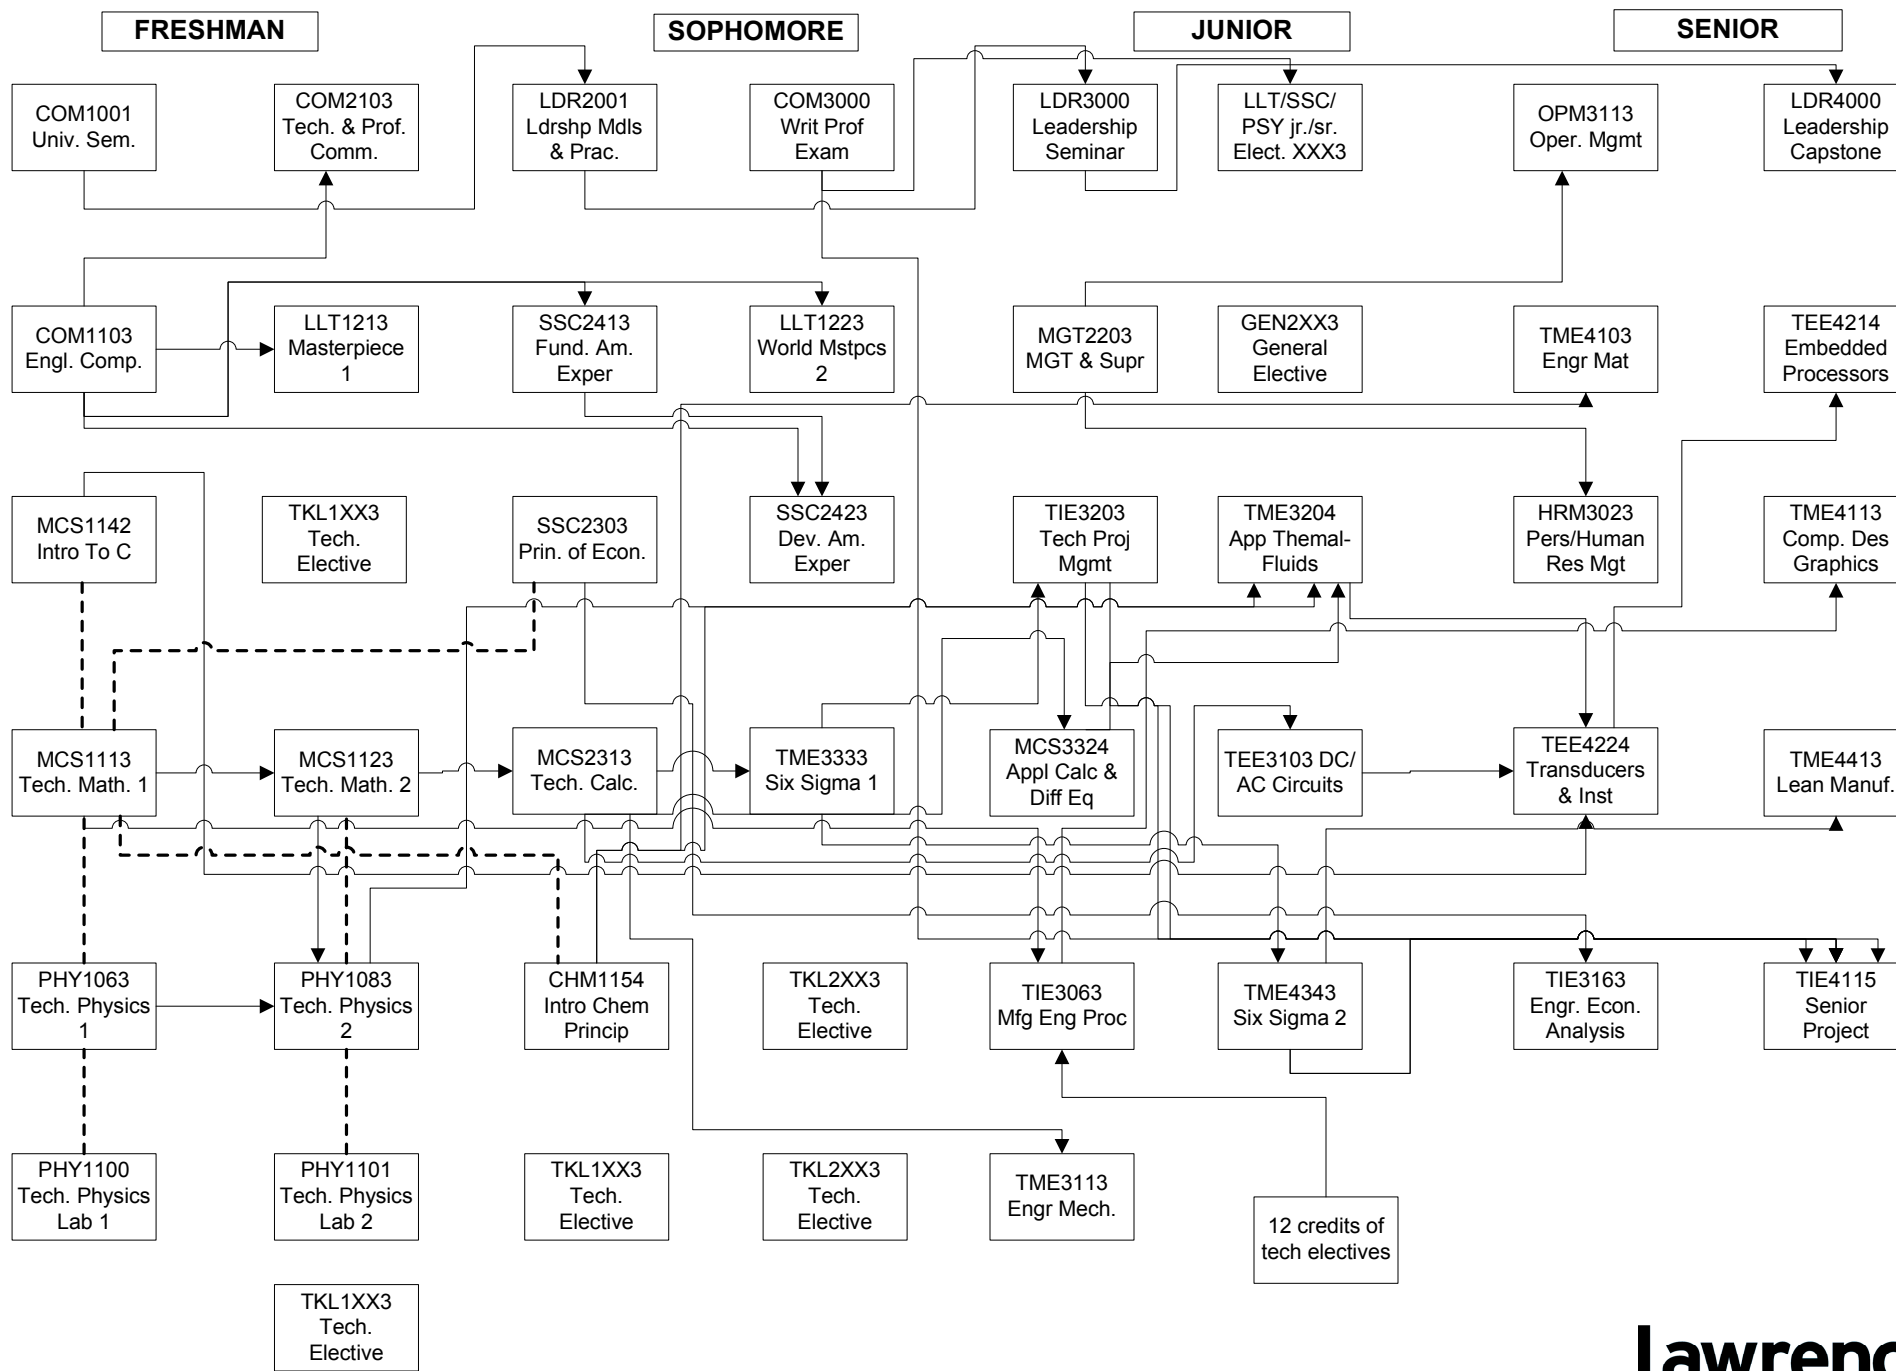 FRESHMAN
SOPHOMORE
JUNIOR
SENIOR
COM1001
Univ. Sem.
COM2103
Tech. & Prof.
Comm.
LDR2001
Ldrshp Mdls
& Prac.
COM3000
Writ Prof
Exam
LDR3000
Leadership
Seminar
LLT/SSC/
PSY jr./sr.
Elect. XXX3
OPM3113
Oper. Mgmt
LDR4000
Leadership
Capstone
COM1103
Engl. Comp.
LLT1213
Masterpiece
1
SSC2413
Fund. Am.
Exper
LLT1223
World Mstpcs
2
MGT2203
MGT & Supr
GEN2XX3
General
Elective
TME4103
Engr Mat
TEE4214
Embedded
Processors
MCS1142
Intro To C
TKL1XX3
Tech.
Elective
SSC2303
Prin. of Econ.
SSC2423
Dev. Am.
Exper
TIE3203
Tech Proj
Mgmt
TME3204
App Themal-
Fluids
HRM3023
Pers/Human
Res Mgt
TME4113
Comp. Des
Graphics
MCS1113
Tech. Math. 1
MCS1123
Tech. Math. 2
MCS2313
Tech. Calc.
TME3333
Six Sigma 1
MCS3324
Appl Calc &
Diff Eq
TEE3103 DC/
AC Circuits
TEE4224
Transducers
& Inst
TME4413
Lean Manuf.
PHY1063
Tech. Physics
1
PHY1083
Tech. Physics
2
CHM1154
Intro Chem
Princip
TKL2XX3
Tech.
Elective
TIE3063
Mfg Eng Proc
TME4343
Six Sigma 2
TIE3163
Engr. Econ.
Analysis
TIE4115
Senior
Project
PHY1100
Tech. Physics
Lab 1
PHY1101
Tech. Physics
Lab 2
TKL1XX3
Tech.
Elective
TKL2XX3
Tech.
Elective
TME3113
Engr Mech.
12 credits of
tech electives
TKL1XX3
Tech.
Elective